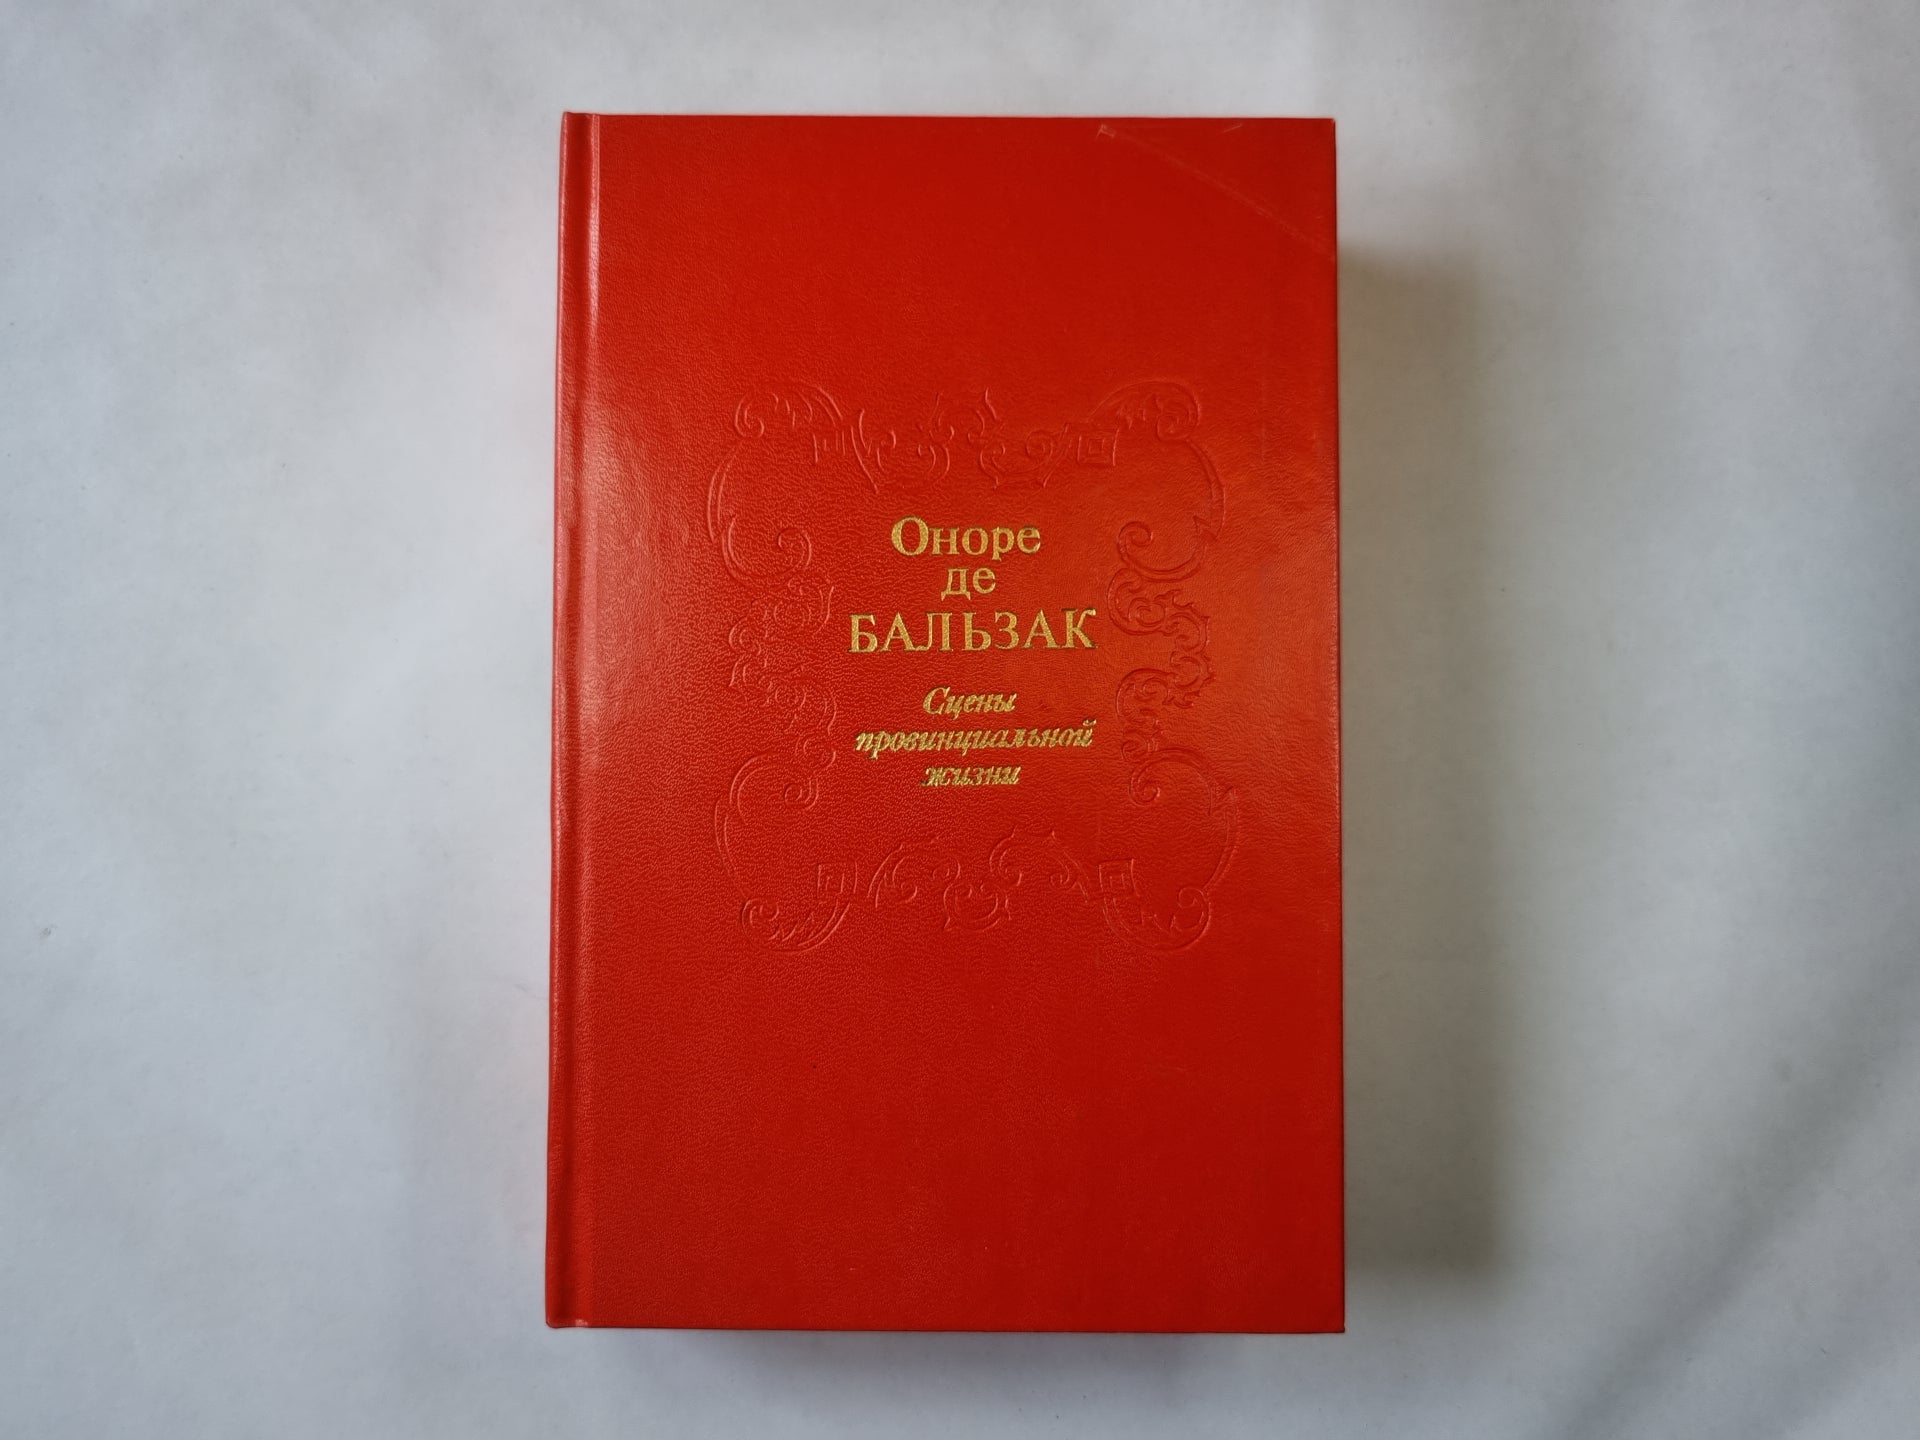 Оноре
де
БАЛЬЗАК
Сцены
провинциальной
жизни